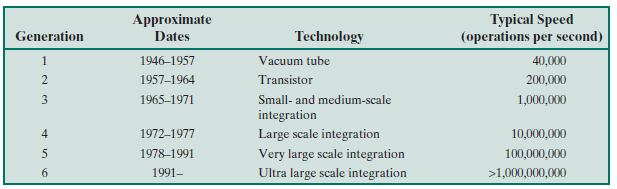 Generation Approximate Dates Technology Typical Speed (operations per second)
1 1946–1957 Vacuum tube 40,000
2 1957–1964 Transistor 200,000
3 1965–1971 Small- and medium-scale integration 1,000,000
4 1972–1977 Large scale integration 10,000,000
5 1978–1991 Very large scale integration 100,000,000
6 1991– Ultra large scale integration >1,000,000,000